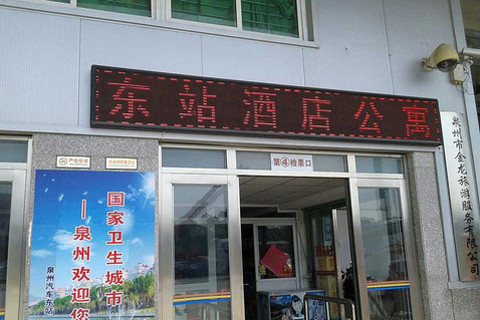 东站酒店公寓
第④检票口
国家卫生城市
——泉州欢迎您
泉州汽车东站
泉州市金龙旅游服务有限公司